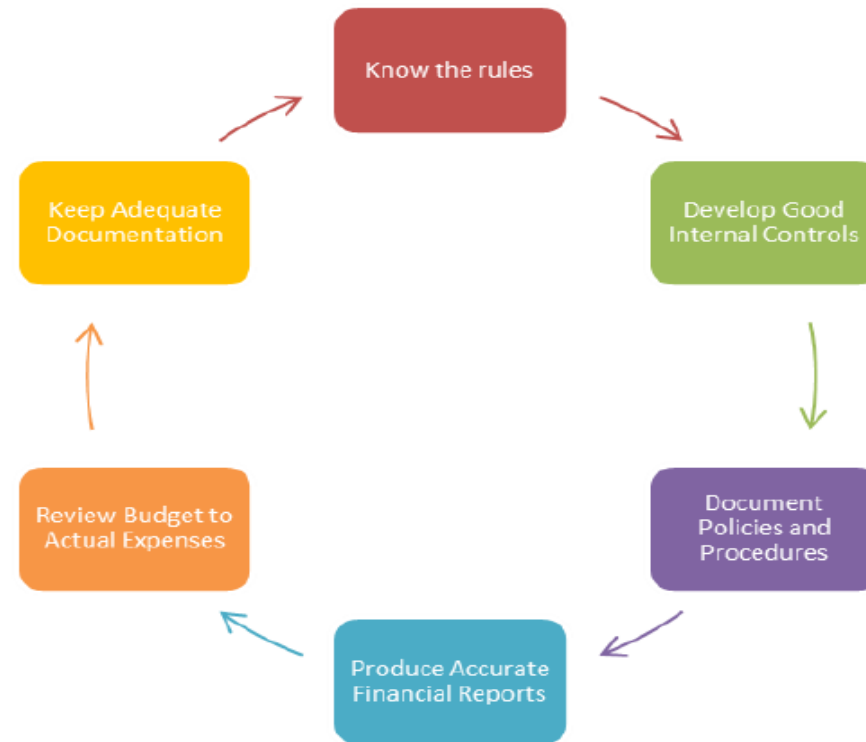 Know the rules
Develop Good
Internal Controls
Document
Policies and
Procedures
Produce Accurate
Financial Reports
Review Budget to
Actual Expenses
Keep Adequate
Documentation